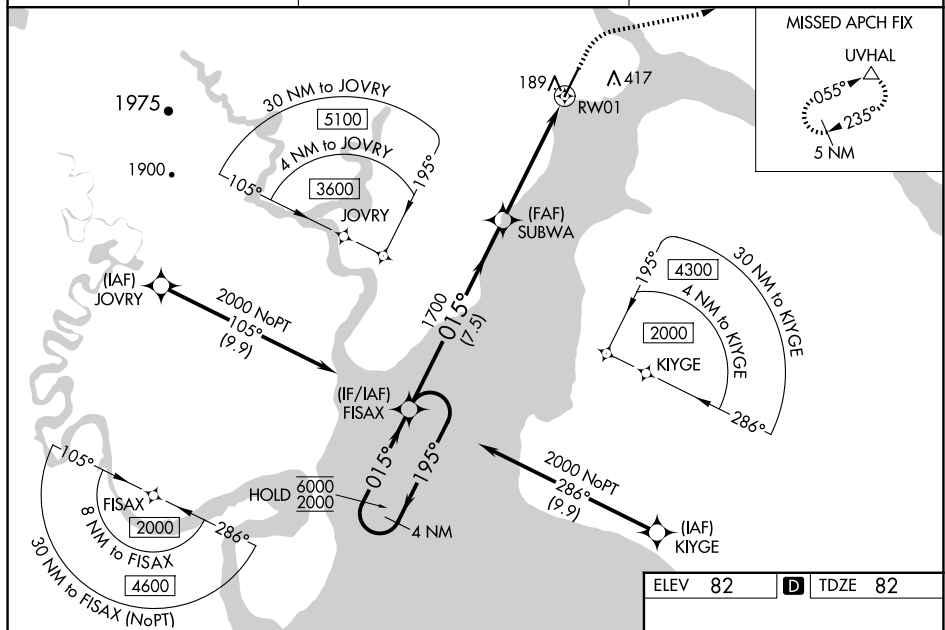 MISSED APCH FIX
UVHAL
055°
235°
5 NM
189
417
RW01
1975
1900
30 NM to JOVRY
5100
4 NM to JOVRY
3600
105°
195°
JOVRY
(FAF)
SUBWA
(IAF)
JOVRY
2000 NoPT
105°
(9.9)
1700
015°
(7.5)
195°
4300
30 NM to KIYGE
4 NM to KIYGE
2000
KIYGE
286°
(IF/IAF)
FISAX
015°
195°
HOLD
6000
2000
4 NM
2000 NoPT
286°
(9.9)
(IAF)
KIYGE
105°
FISAX
286°
2000
8 NM to FISAX
4600
30 NM to FISAX (NoPT)
ELEV 82 D TDZE 82